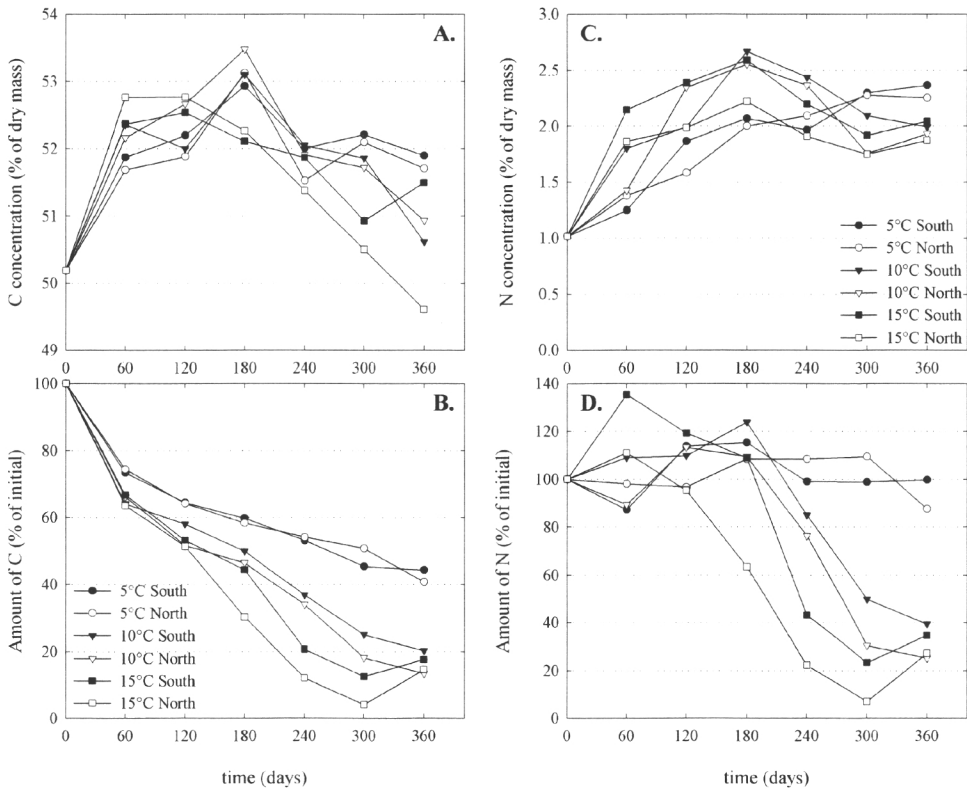 A.
C concentration (% of dry mass)
54
53
52
51
50
49
0 60 120 180 240 300 360
C.
N concentration (% of dry mass)
3.0
2.5
2.0
1.5
1.0
0.5
0.0
5°C South
5°C North
10°C South
10°C North
15°C South
15°C North
0 60 120 180 240 300 360
B.
Amount of C (% of initial)
100
80
60
40
20
0
5°C South
5°C North
10°C South
10°C North
15°C South
15°C North
0 60 120 180 240 300 360
time (days)
D.
Amount of N (% of initial)
140
120
100
80
60
40
20
0
0 60 120 180 240 300 360
time (days)